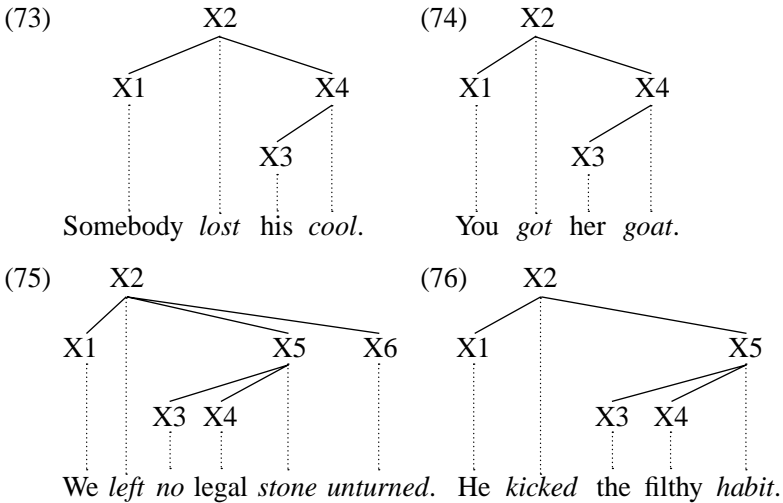 (73) X2 (74) X2
X1 X4 X1 X4
X3 X3
Somebody lost his cool. You got her goat.
(75) X2 (76) X2
X1 X5 X6 X1 X5
X3 X4 X3 X4
We left no legal stone unturned. He kicked the filthy habit.